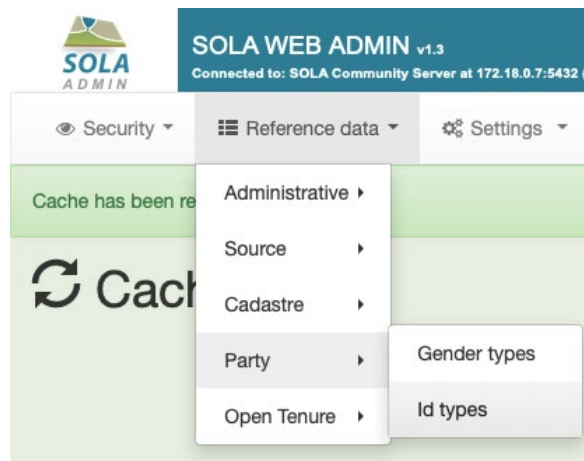 SOLA
ADMIN
SOLA WEB ADMIN v1.3
Connected to: SOLA Community Server at 172.18.0.7:5432
Security
Reference data
Settings
Cache has been re
Cach
Administrative
Source
Cadastre
Party
Open Tenure
Gender types
Id types